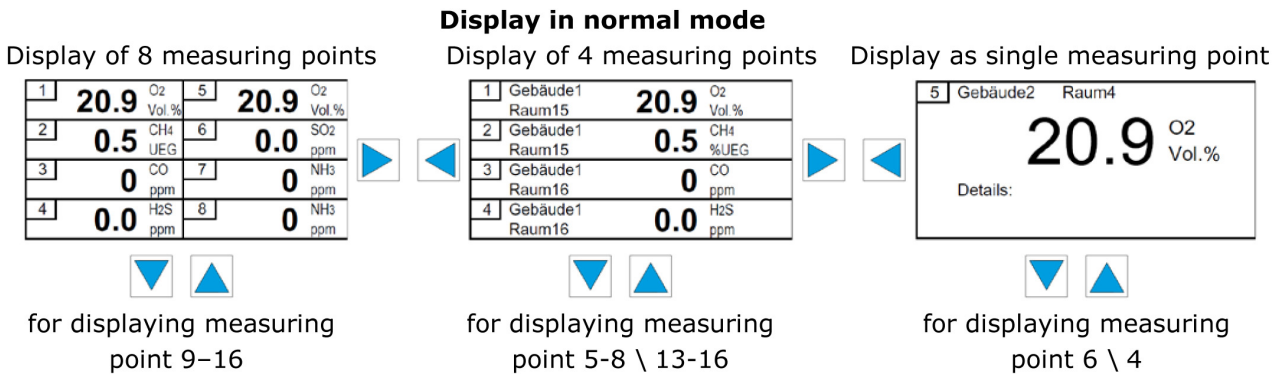 Display in normal mode
Display of 8 measuring points
1 20.9 O2 Vol.% 5 20.9 O2 Vol.%
2 0.5 CH4 UEG 6 0.0 SO2 ppm
3 0 CO ppm 7 0 NH3 ppm
4 0.0 H2S ppm 8 0 NH3 ppm
for displaying measuring
point 9–16
Display of 4 measuring points
1 Gebäude1 20.9 O2
Raum15 Vol.%
2 Gebäude1 0.5 CH4
Raum15 %UEG
3 Gebäude1 0 CO
Raum16 ppm
4 Gebäude1 0.0 H2S
Raum16 ppm
for displaying measuring
point 5-8 \ 13-16
Display as single measuring point
5 Gebäude2 Raum4
20.9 O2
Vol.%
Details:
for displaying measuring
point 6 \ 4